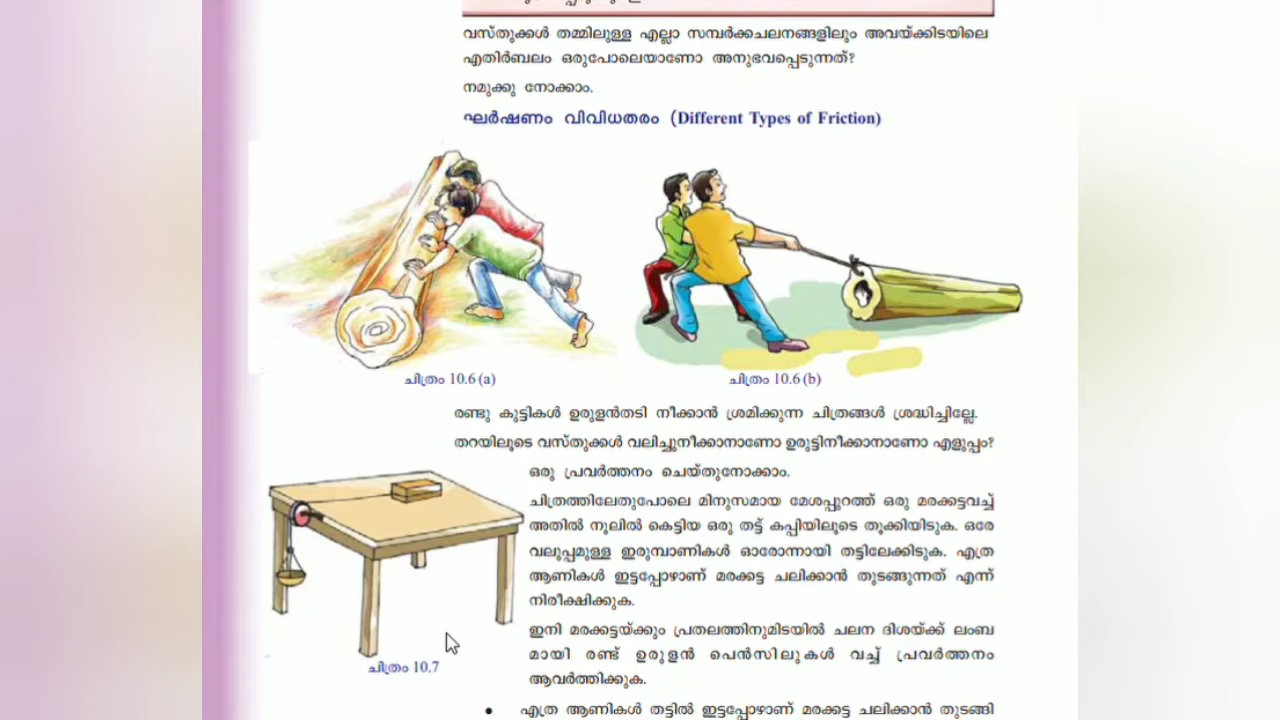 വസ്തുക്കൾ തമ്മിലുള്ള എല്ലാ സമ്പർക്കചലനങ്ങളിലും അവയ്ക്കിടയിലെ
എതിർബലം ഒരുപോലെയാണോ അനുഭവപ്പെടുന്നത്?
നമുക്കു നോക്കാം.
ഘർഷണം വിവിധതരം (Different Types of Friction)
ചിത്രം 10.6 (a)
ചിത്രം 10.6 (b)
രണ്ടു കുട്ടികൾ ഉരുളൻതടി നീക്കാൻ ശ്രമിക്കുന്ന ചിത്രങ്ങൾ ശ്രദ്ധിച്ചില്ലേ.
തറയിലൂടെ വസ്തുക്കൾ വലിച്ചുനീക്കാനാണോ ഉരുട്ടിനീക്കാനാണോ എളുപ്പം?
ഒരു പ്രവർത്തനം ചെയ്തുനോക്കാം.
ചിത്രത്തിലേതുപോലെ മിനുസമായ മേശപ്പുറത്ത് ഒരു മരക്കട്ടവച്ച്
അതിൽ നൂലിൽ കെട്ടിയ ഒരു തട്ട് കപ്പിയിലൂടെ തൂക്കിയിടുക. ഒരേ
വലുപ്പമുള്ള ഇരുമ്പാണികൾ ഓരോന്നായി തട്ടിലേക്കിടുക. എത്ര
ആണികൾ ഇട്ടപ്പോഴാണ് മരക്കട്ട ചലിക്കാൻ തുടങ്ങുന്നത് എന്ന്
നിരീക്ഷിക്കുക.
ഇനി മരക്കട്ടയ്ക്കും പ്രതലത്തിനുമിടയിൽ ചലന ദിശയ്ക്ക് ലംബ
മായി രണ്ട് ഉരുളൻ പെൻസിലുകൾ വച്ച് പ്രവർത്തനം
ആവർത്തിക്കുക.
ചിത്രം 10.7
• എത്ര ആണികൾ തട്ടിൽ ഇട്ടപ്പോഴാണ് മരക്കട്ട ചലിക്കാൻ തുടങ്ങി